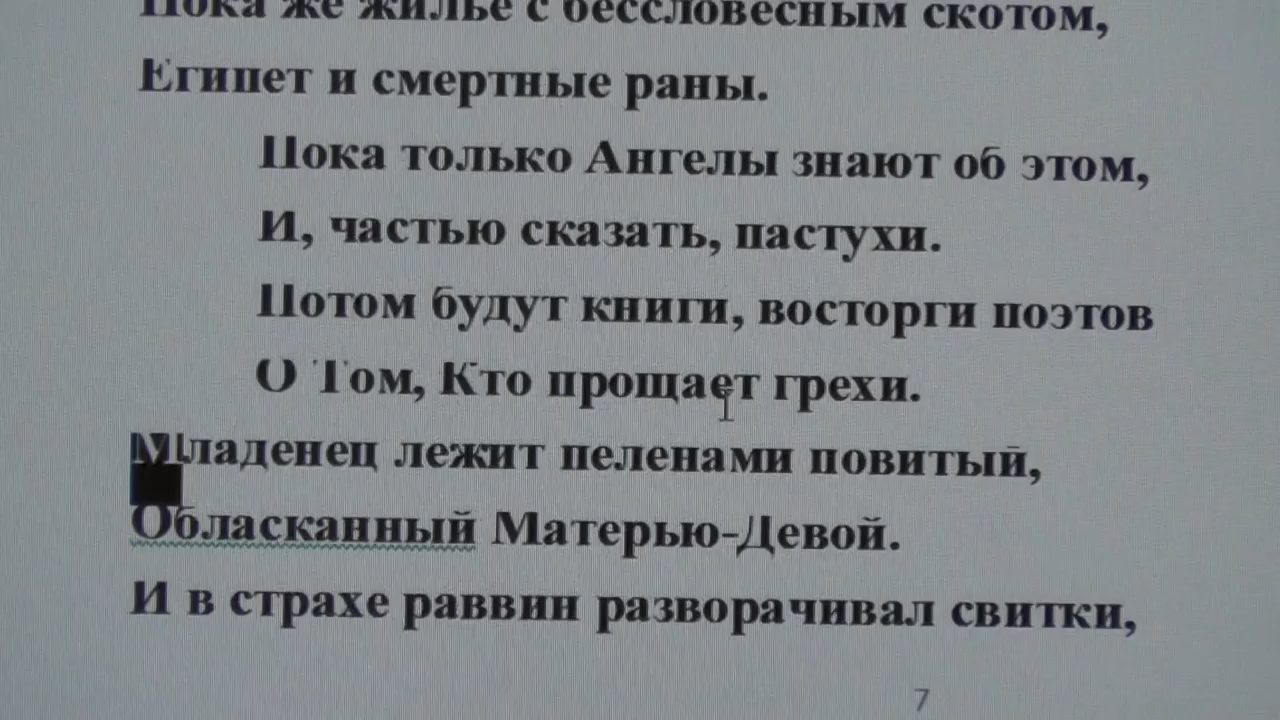 Пока же жилье с бессловесным скотом,
Египет и смертные раны.
Пока только Ангелы знают об этом,
И, частью сказать, пастухи.
Потом будут книги, восторги поэтов
О Том, Кто прощает грехи.
Младенец лежит пеленами повитый,
Обласканный Матерью-Девой.
И в страхе раввин разворачивал свитки,
7